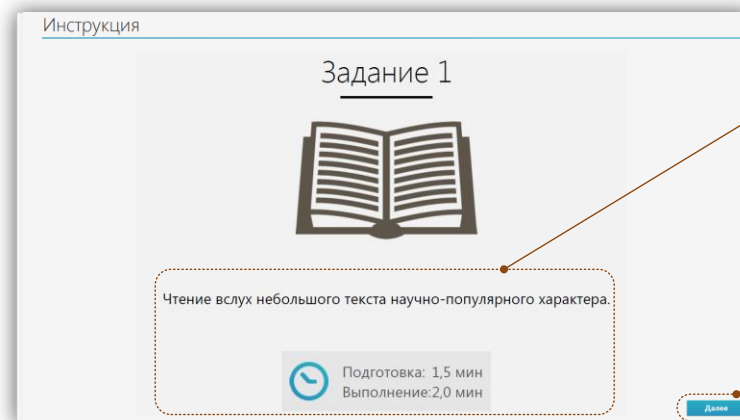 Инструкция
Задание 1
Чтение вслух небольшого текста научно-популярного характера.
Подготовка: 1,5 мин
Выполнение:2,0 мин
Далее